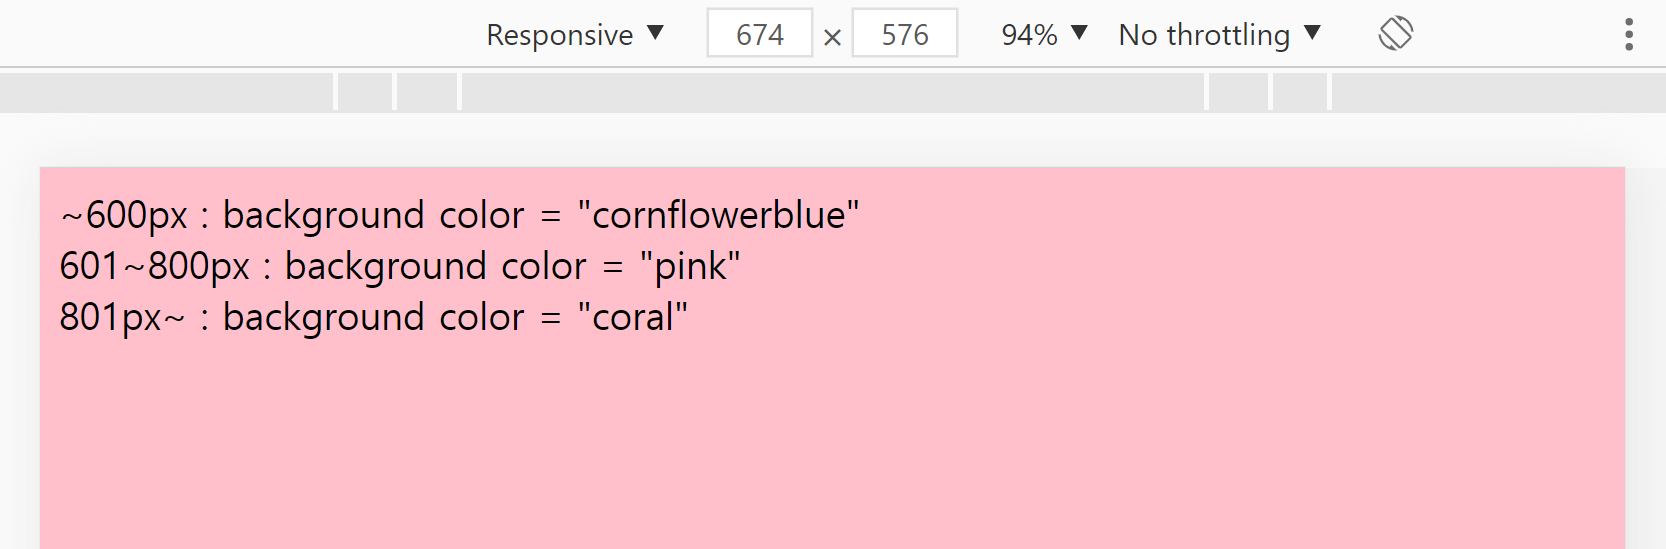 Responsive ▼ 674 × 576 94% ▼ No throttling ▼
~600px : background color = "cornflowerblue"
601~800px : background color = "pink"
801px~ : background color = "coral"